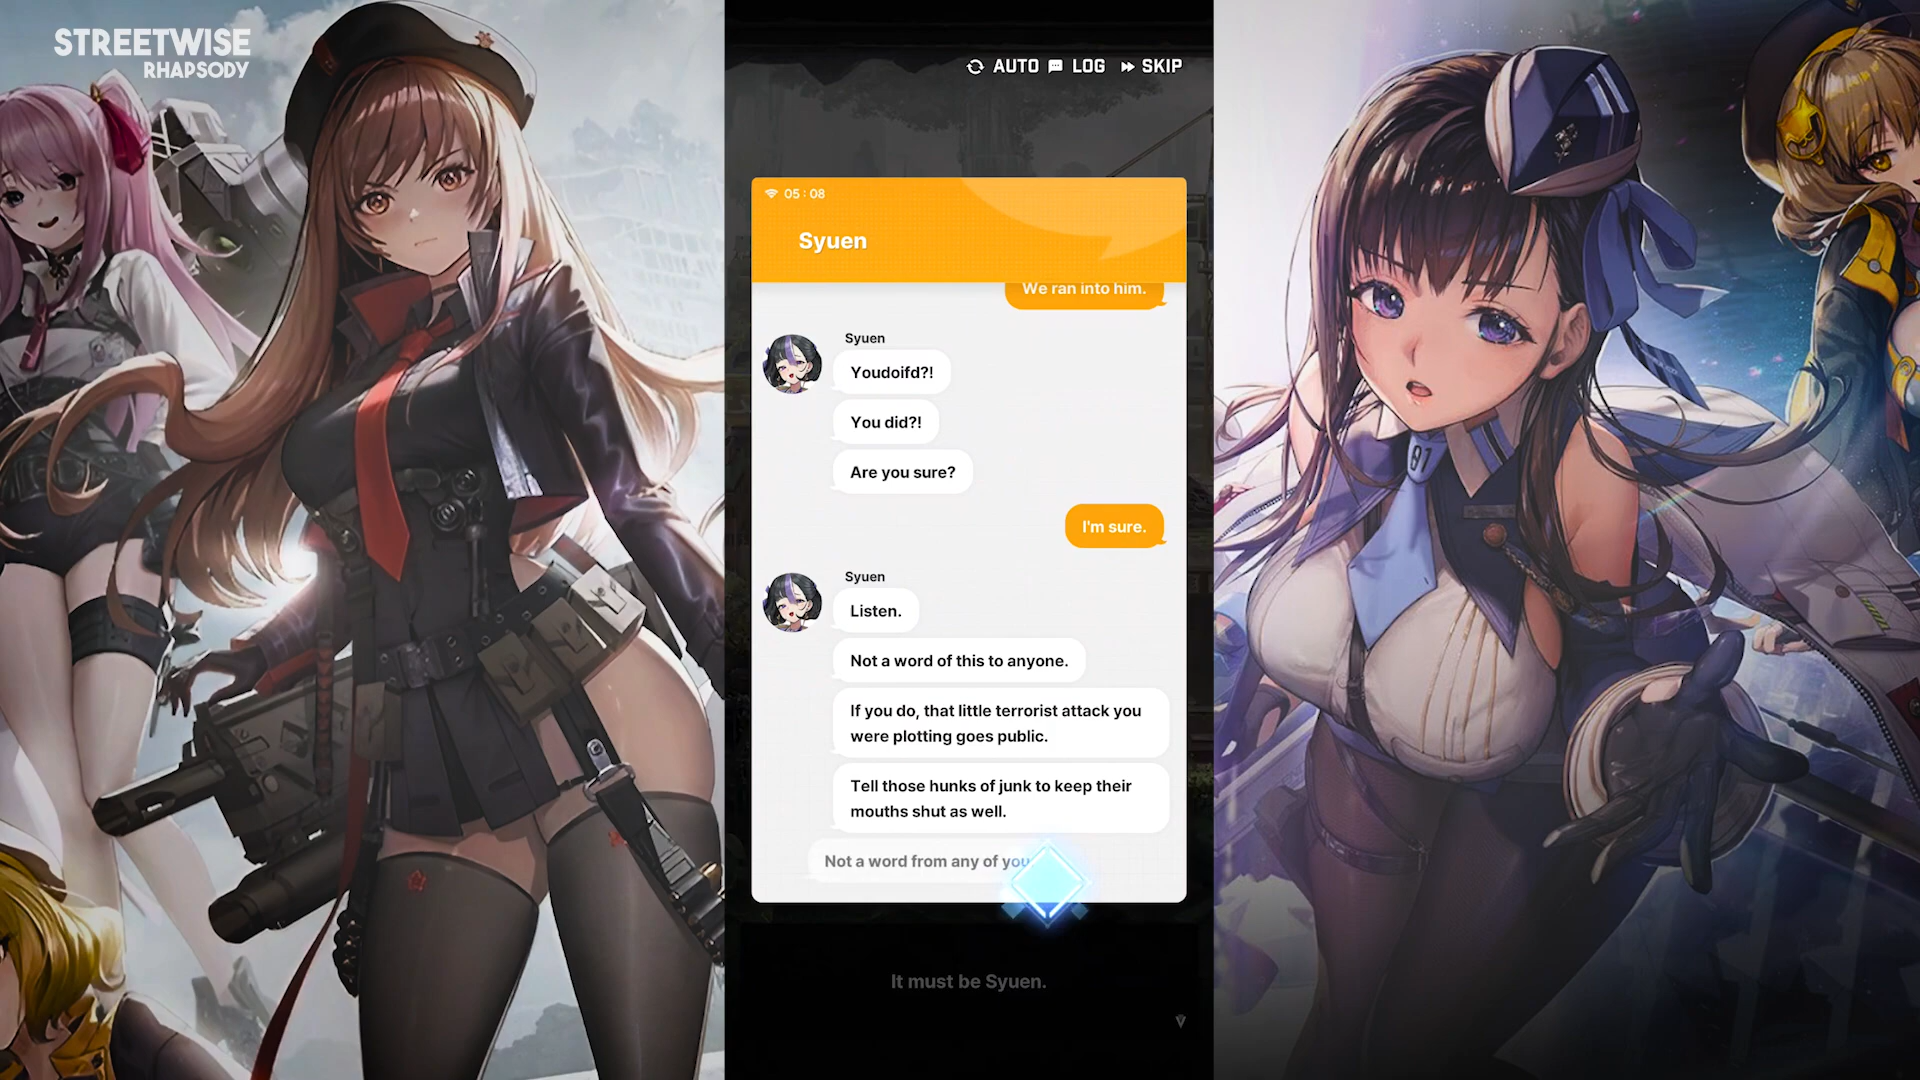 STREETWISE
RHAPSODY
AUTO
LOG
SKIP
05 : 08
Syuen
We ran into him.
Syuen
Youdoifd?!
You did?!
Are you sure?
I'm sure.
Syuen
Listen.
Not a word of this to anyone.
If you do, that little terrorist attack you
were plotting goes public.
Tell those hunks of junk to keep their
mouths shut as well.
Not a word from any of you
It must be Syuen.
07